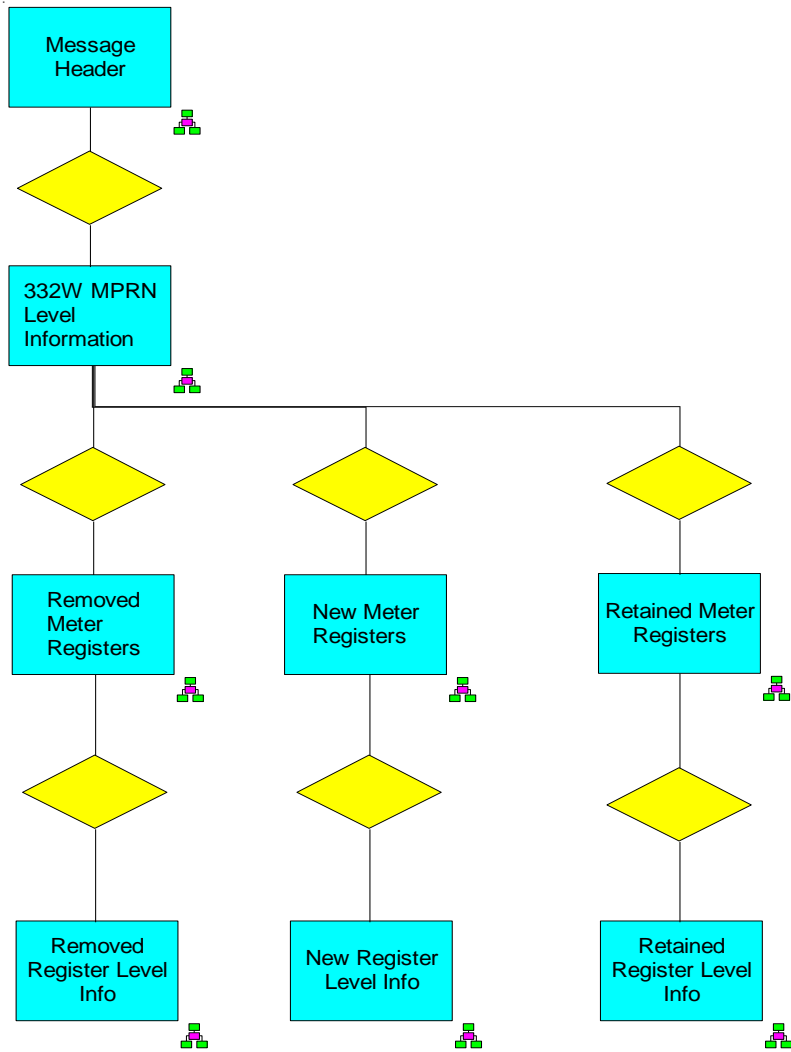 Message
Header
332W MPRN
Level
Information
Removed
Meter
Registers
New Meter
Registers
Retained Meter
Registers
Removed
Register Level
Info
New Register
Level Info
Retained
Register Level
Info